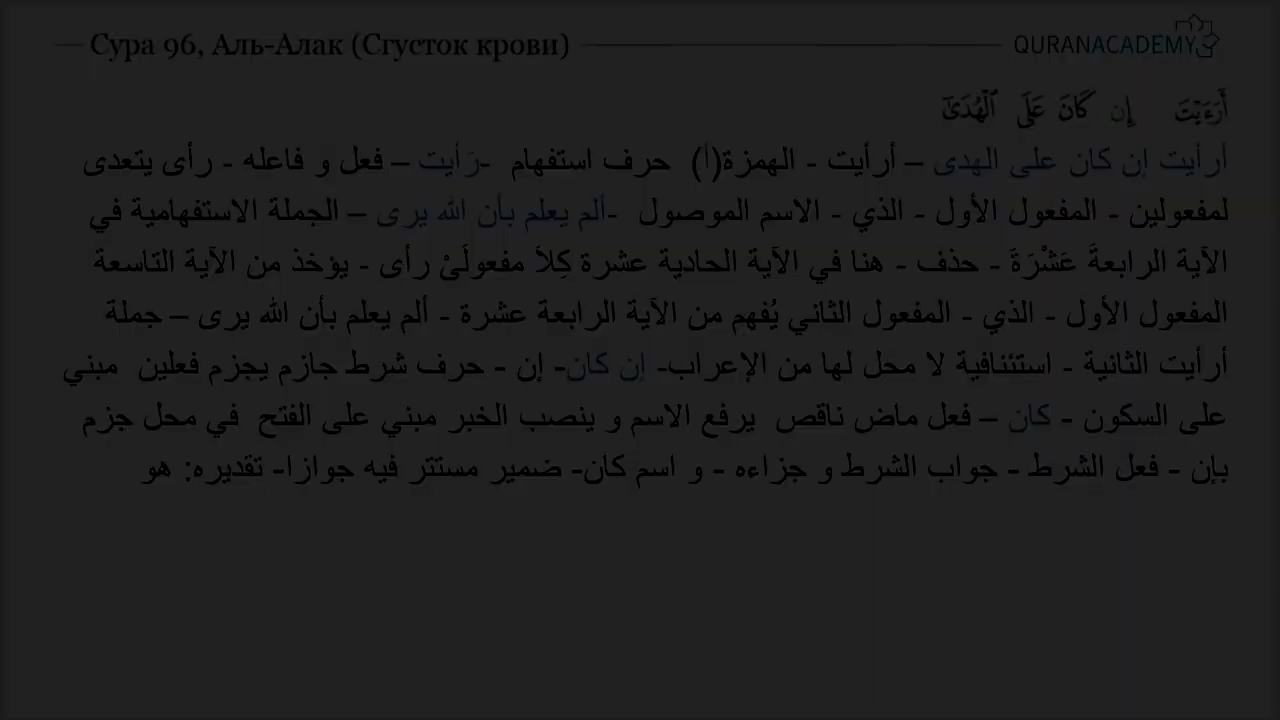 Сура 96, Аль-Алак (Сгусток крови)
QURANACADEMY
أَرَءَيْتَ إِن كَانَ عَلَى ٱلْهُدَىٰٓ
أرأيت إن كان على الهدى – أرأيت - الهمزة(أ) حرف استفهام -رَأيت – فعل و فاعله - رأى يتعدى
لمفعولين - المفعول الأول - الذي - الاسم الموصول -ألم يعلم بأن الله يرى – الجملة الاستفهامية في
الآية الرابعةَ عَشْرَةَ - حذف - هنا في الآية الحادية عشرة كِلاَ مفعولَىْ رأى - يؤخذ من الآية التاسعة
المفعول الأول - الذي - المفعول الثاني يُفهم من الآية الرابعة عشرة - ألم يعلم بأن الله يرى – جملة
أرأيت الثانية - استئنافية لا محل لها من الإعراب- إن كان- إن - حرف شرط جازم يجزم فعلين مبني
على السكون - كان – فعل ماض ناقص يرفع الاسم و ينصب الخبر مبني على الفتح في محل جزم
بإن - فعل الشرط - جواب الشرط و جزاءه - و اسم كان- ضمير مستتر فيه جوازا- تقديره: هو